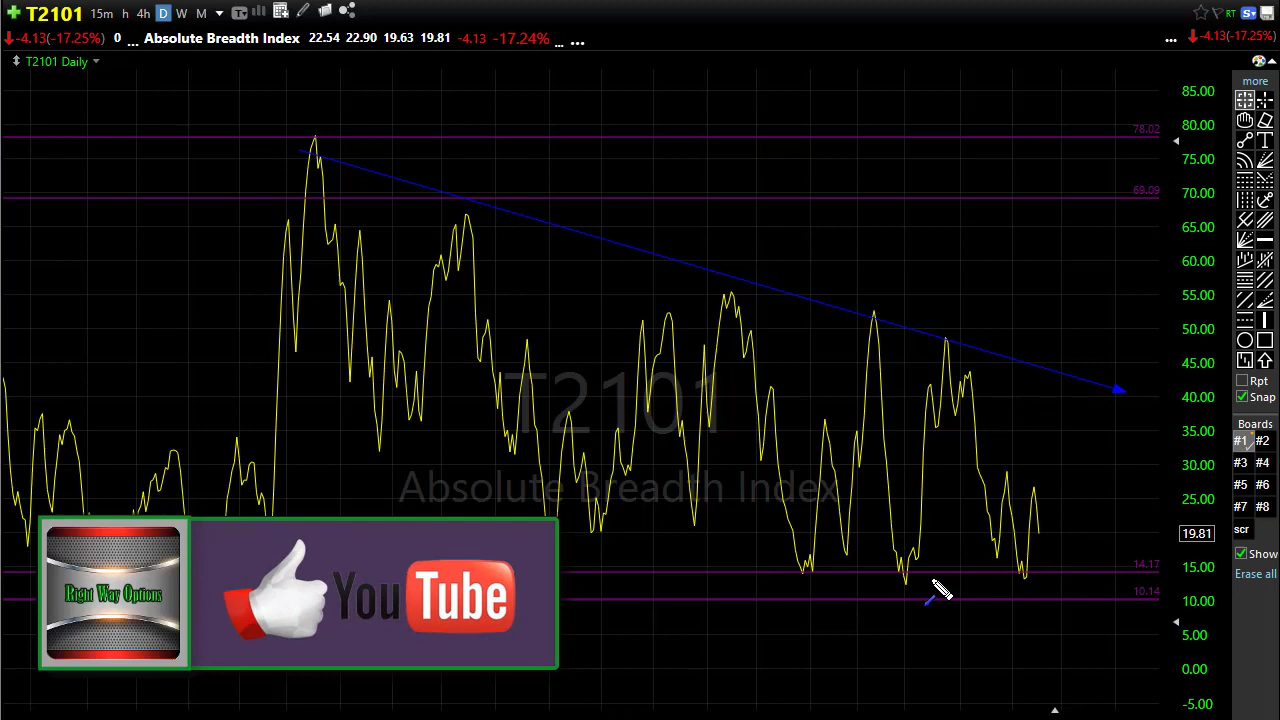 T2101 15m h 4h D W M T RT S
-4.13(-17.25%) 0 ... Absolute Breadth Index 22.54 22.90 19.63 19.81 -4.13 -17.24% ... ... ... -4.13(-17.25%)
T2101 Daily
more
85.00
80.00
78.02
75.00
70.00
69.09
65.00
60.00
55.00
50.00
45.00
40.00
35.00
30.00
25.00
19.81
15.00
14.17
10.00
10.14
5.00
0.00
-5.00
T2101
Absolute Breadth Index
Rpt
Snap
Boards
#1 #2
#3 #4
#5 #6
#7 #8
scr
Show
Erase all
Right Way Options
YouTube